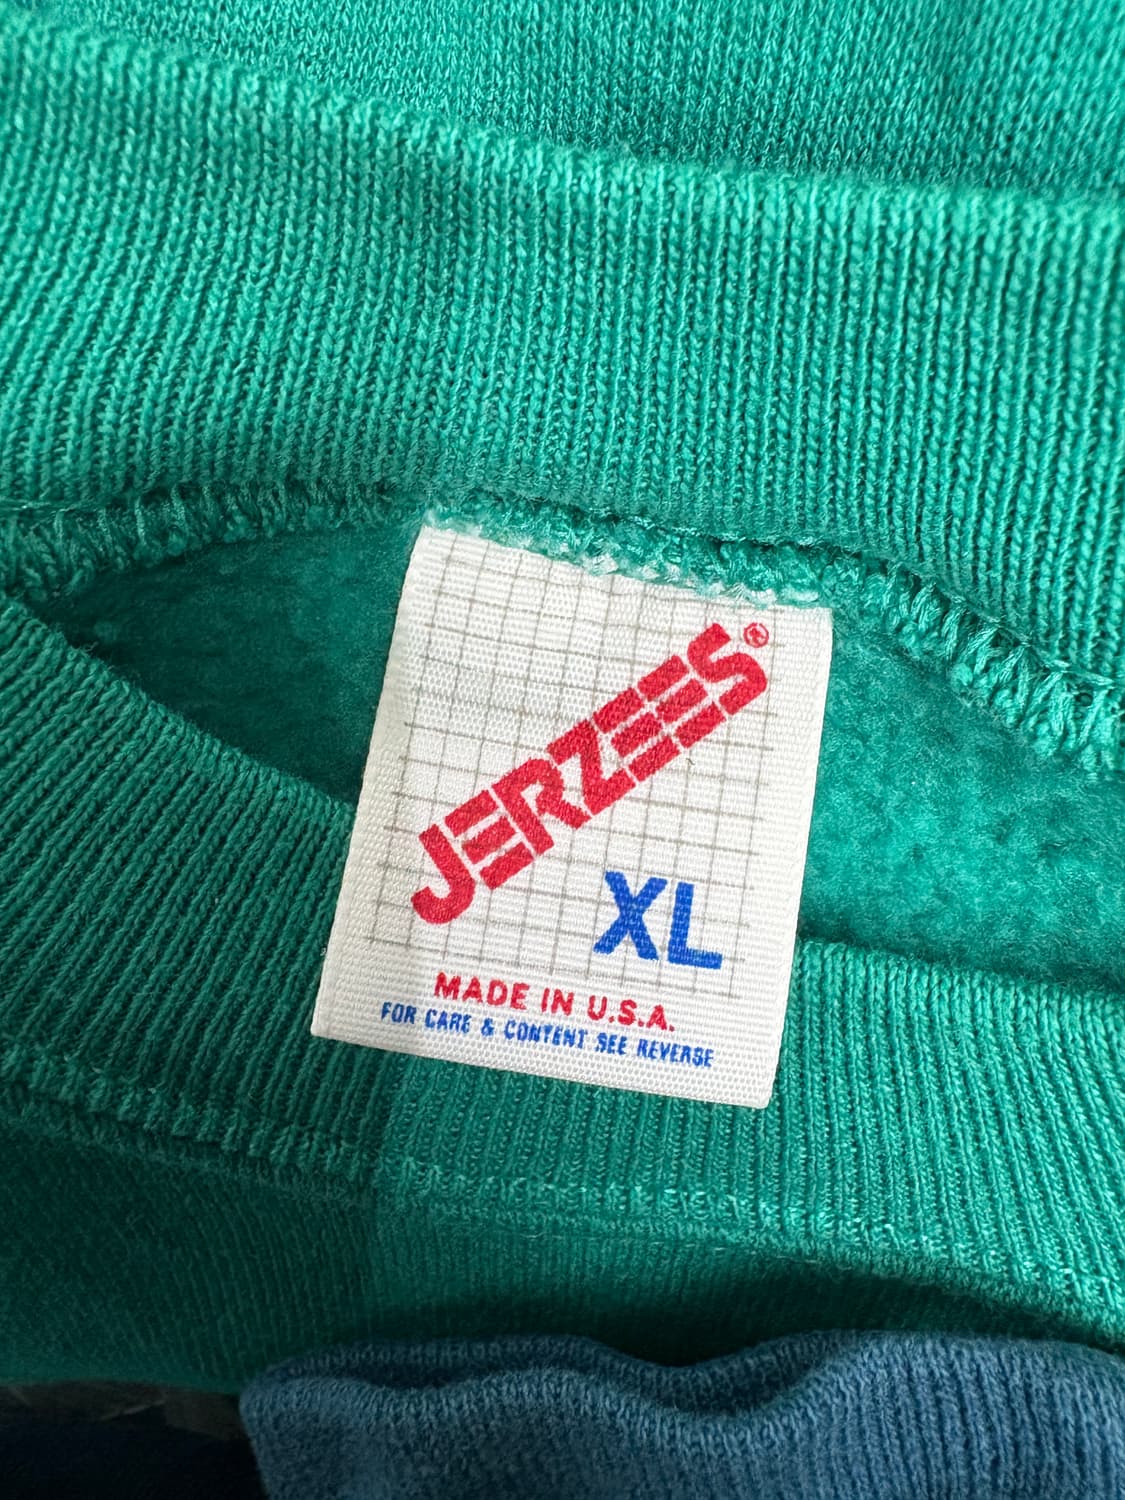 JERZEES®
XL
MADE IN U.S.A.
FOR CARE & CONTENT SEE REVERSE